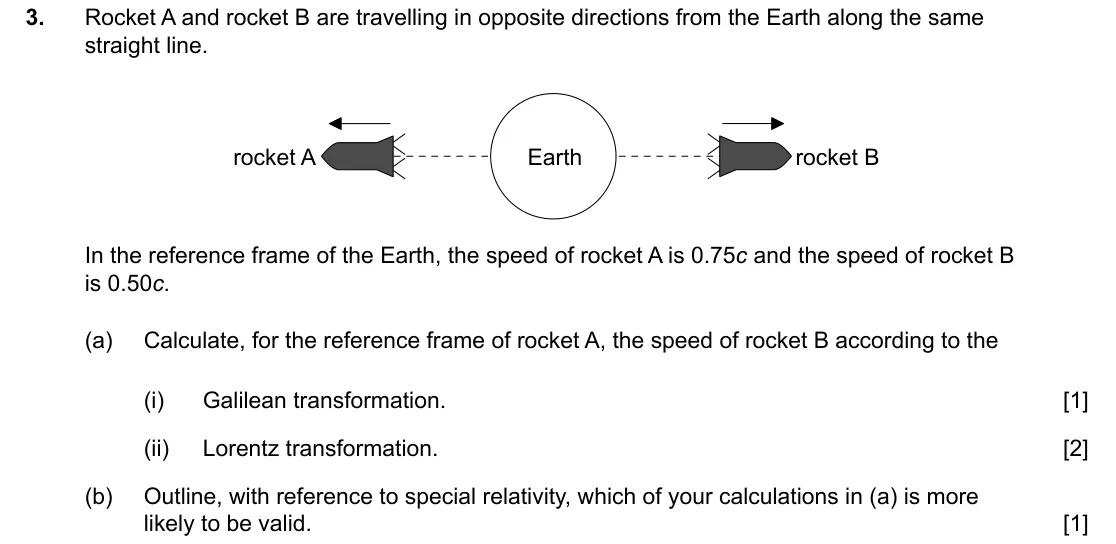 3. Rocket A and rocket B are travelling in opposite directions from the Earth along the same
straight line.
rocket A Earth rocket B
In the reference frame of the Earth, the speed of rocket A is 0.75c and the speed of rocket B
is 0.50c.
(a) Calculate, for the reference frame of rocket A, the speed of rocket B according to the
(i) Galilean transformation. [1]
(ii) Lorentz transformation. [2]
(b) Outline, with reference to special relativity, which of your calculations in (a) is more
likely to be valid. [1]